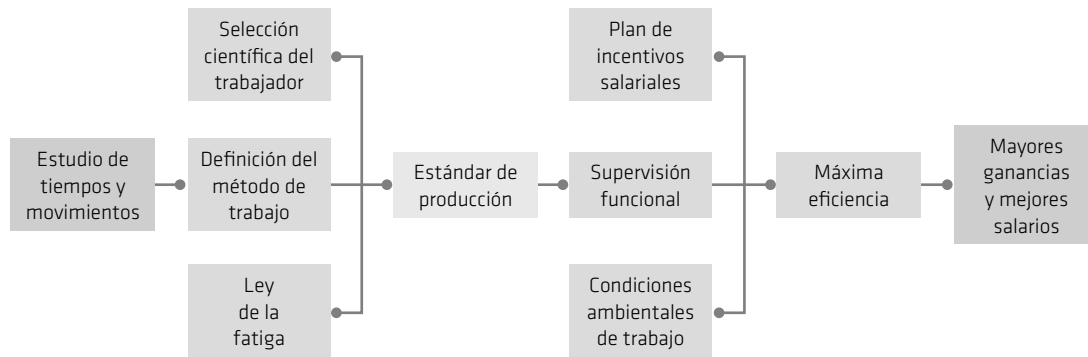 Selección
científica del
trabajador
Plan de
incentivos
salariales
Estudio de
tiempos y
movimientos
Definición del
método de
trabajo
Estándar de
producción
Supervisión
funcional
Máxima
eficiencia
Mayores
ganancias
y mejores
salarios
Ley
de la
fatiga
Condiciones
ambientales
de trabajo